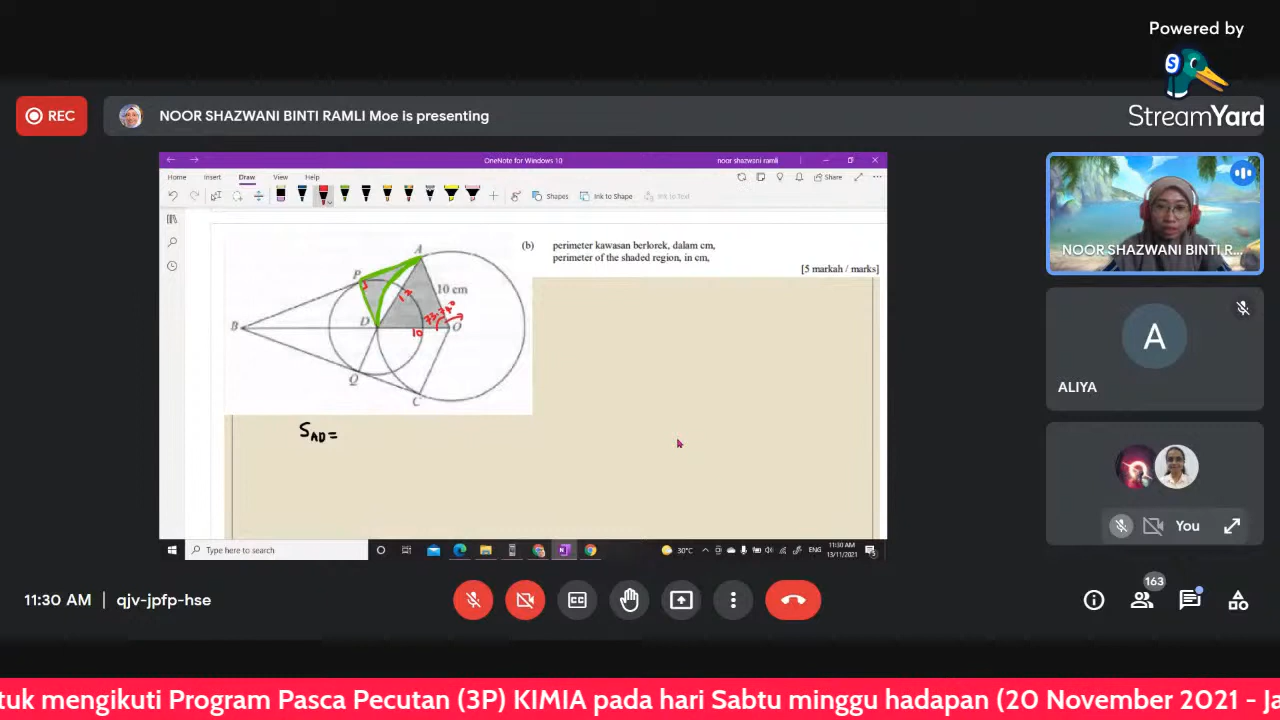 Powered by
S
StreamYard
REC
NOOR SHAZWANI BINTI RAMLI Moe is presenting
OneNote for Windows 10
noor shazwani ramli
Home Insert Draw View Help
Share
Shapes
Ink to Shape
Ink to Text
(b) perimeter kawasan berlorek, dalam cm,
perimeter of the shaded region, in cm,
[5 markah / marks]
A
P
10 cm
12
73.74°
B
D
10
O
Q
C
S AD =
Type here to search
30°C
ENG
11:30 AM
13/11/2021
NOOR SHAZWANI BINTI R...
A
ALIYA
You
11:30 AM | qjv-jpfp-hse
163
tuk mengikuti Program Pasca Pecutan (3P) KIMIA pada hari Sabtu minggu hadapan (20 November 2021 - Ja